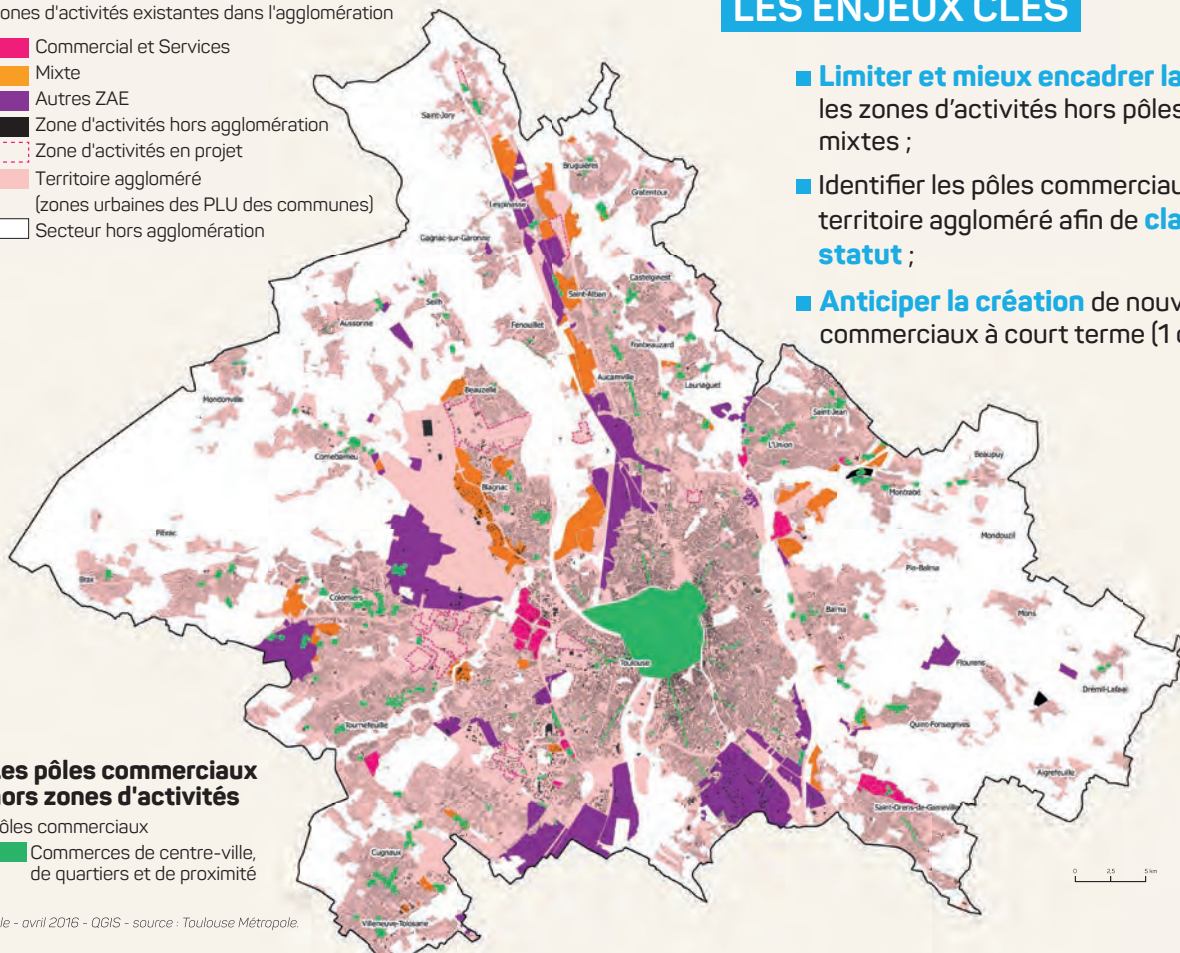 ones d'activités existantes dans l'agglomération
Commercial et Services
Mixte
Autres ZAE
Zone d'activités hors agglomération
Zone d'activités en projet
Territoire aggloméré
(zones urbaines des PLU des communes)
Secteur hors agglomération
LES ENJEUX CLÉS
Limiter et mieux encadrer la
les zones d'activités hors pôles
mixtes ;
Identifier les pôles commerciau
territoire aggloméré afin de cla
statut ;
Anticiper la création de nouv
commerciaux à court terme (1
Saint-Jory
Bruguières
Gratentour
Lespinasse
Gagnac-sur-Garonne
Castelginest
Saint-Alban
Seilh
Aussonne
Fenouillet
Fonbeauzard
Aucamville
Launaguet
Beauzelle
Mondonville
Saint-Jean
L'Union
Cornebarrieu
Beaupuy
Blagnac
Montrabé
Mondouzil
Pibrac
Pin-Balma
Brax
Colomiers
Balma
Mons
Toulouse
Flourens
Drémil-Lafage
Tournefeuille
Quint-Fonsegrives
Aigrefeuille
Saint-Orens-de-Gameville
Cugnaux
Villeneuve-Tolosane
es pôles commerciaux
hors zones d'activités
ôles commerciaux
Commerces de centre-ville,
de quartiers et de proximité
0 2,5 5 km
le - avril 2016 - QGIS - source : Toulouse Métropole.